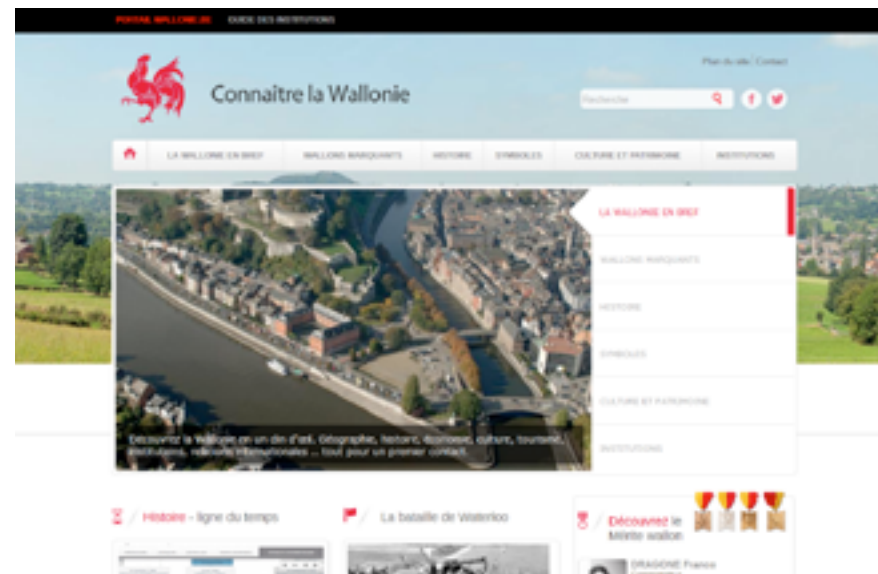 PORTAIL WALLONIE.BE GUIDE DES INSTITUTIONS
Plan du site Contact
Connaître la Wallonie
Recherche
LA WALLONIE EN BREF WALLONS MARQUANTS HISTOIRE SYMBOLES CULTURE ET PATRIMOINE INSTITUTIONS
LA WALLONIE EN BREF
WALLONS MARQUANTS
HISTOIRE
SYMBOLES
CULTURE ET PATRIMOINE
INSTITUTIONS
Découvrez la Wallonie en un clin d'œil. Géographie, histoire, économie, culture, tourisme,
institutions, relations internationales ... tout pour un premier contact.
/ Histoire - ligne du temps
/ La bataille de Waterloo
/ Découvrez le
Mérite wallon
DRAGONE Franco